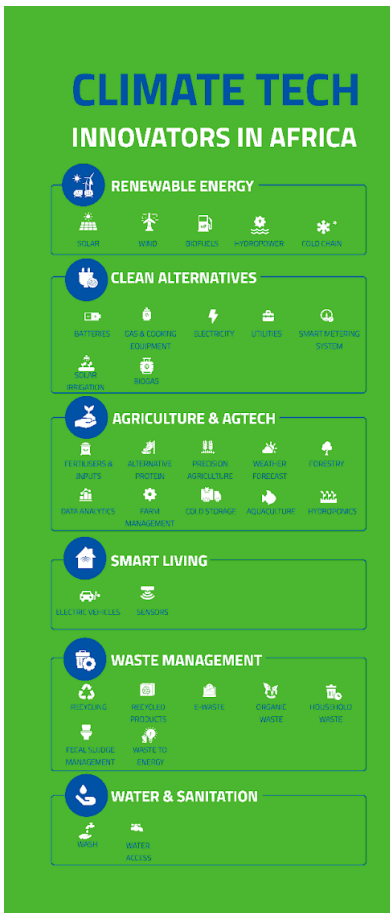 CLIMATE TECH
INNOVATORS IN AFRICA
RENEWABLE ENERGY
SOLAR WIND BIOFUELS HYDROPOWER COLD CHAIN
CLEAN ALTERNATIVES
BATTERIES GAS & COOKING EQUIPMENT ELECTRICITY UTILITIES SMART METERING SYSTEM
SOLAR IRRIGATION BIOGAS
AGRICULTURE & AGTECH
FERTILISERS & INPUTS ALTERNATIVE PROTEIN PRECISION AGRICULTURE WEATHER FORECAST FORESTRY
DATA ANALYTICS FARM MANAGEMENT COLD STORAGE AQUACULTURE HYDROPONICS
SMART LIVING
ELECTRIC VEHICLES SENSORS
WASTE MANAGEMENT
RECYCLING RECYCLED PRODUCTS E-WASTE ORGANIC WASTE HOUSEHOLD WASTE
FECAL SLUDGE MANAGEMENT WASTE TO ENERGY
WATER & SANITATION
WASH WATER ACCESS